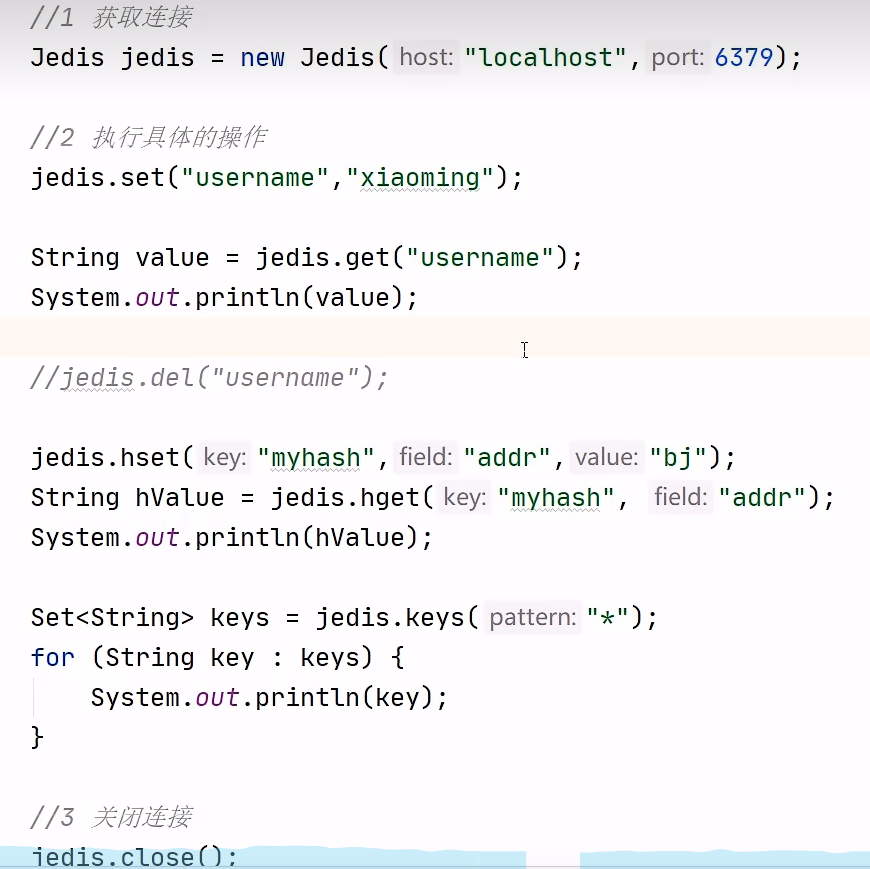 //1 获取连接
Jedis jedis = new Jedis( host: "localhost", port: 6379);
//2 执行具体的操作
jedis.set("username","xiaoming");
String value = jedis.get("username");
System.out.println(value);
//jedis.del("username");
jedis.hset( key: "myhash", field: "addr", value: "bj");
String hValue = jedis.hget( key: "myhash", field: "addr");
System.out.println(hValue);
Set<String> keys = jedis.keys( pattern: "*");
for (String key : keys) {
System.out.println(key);
}
//3 关闭连接
jedis.close();